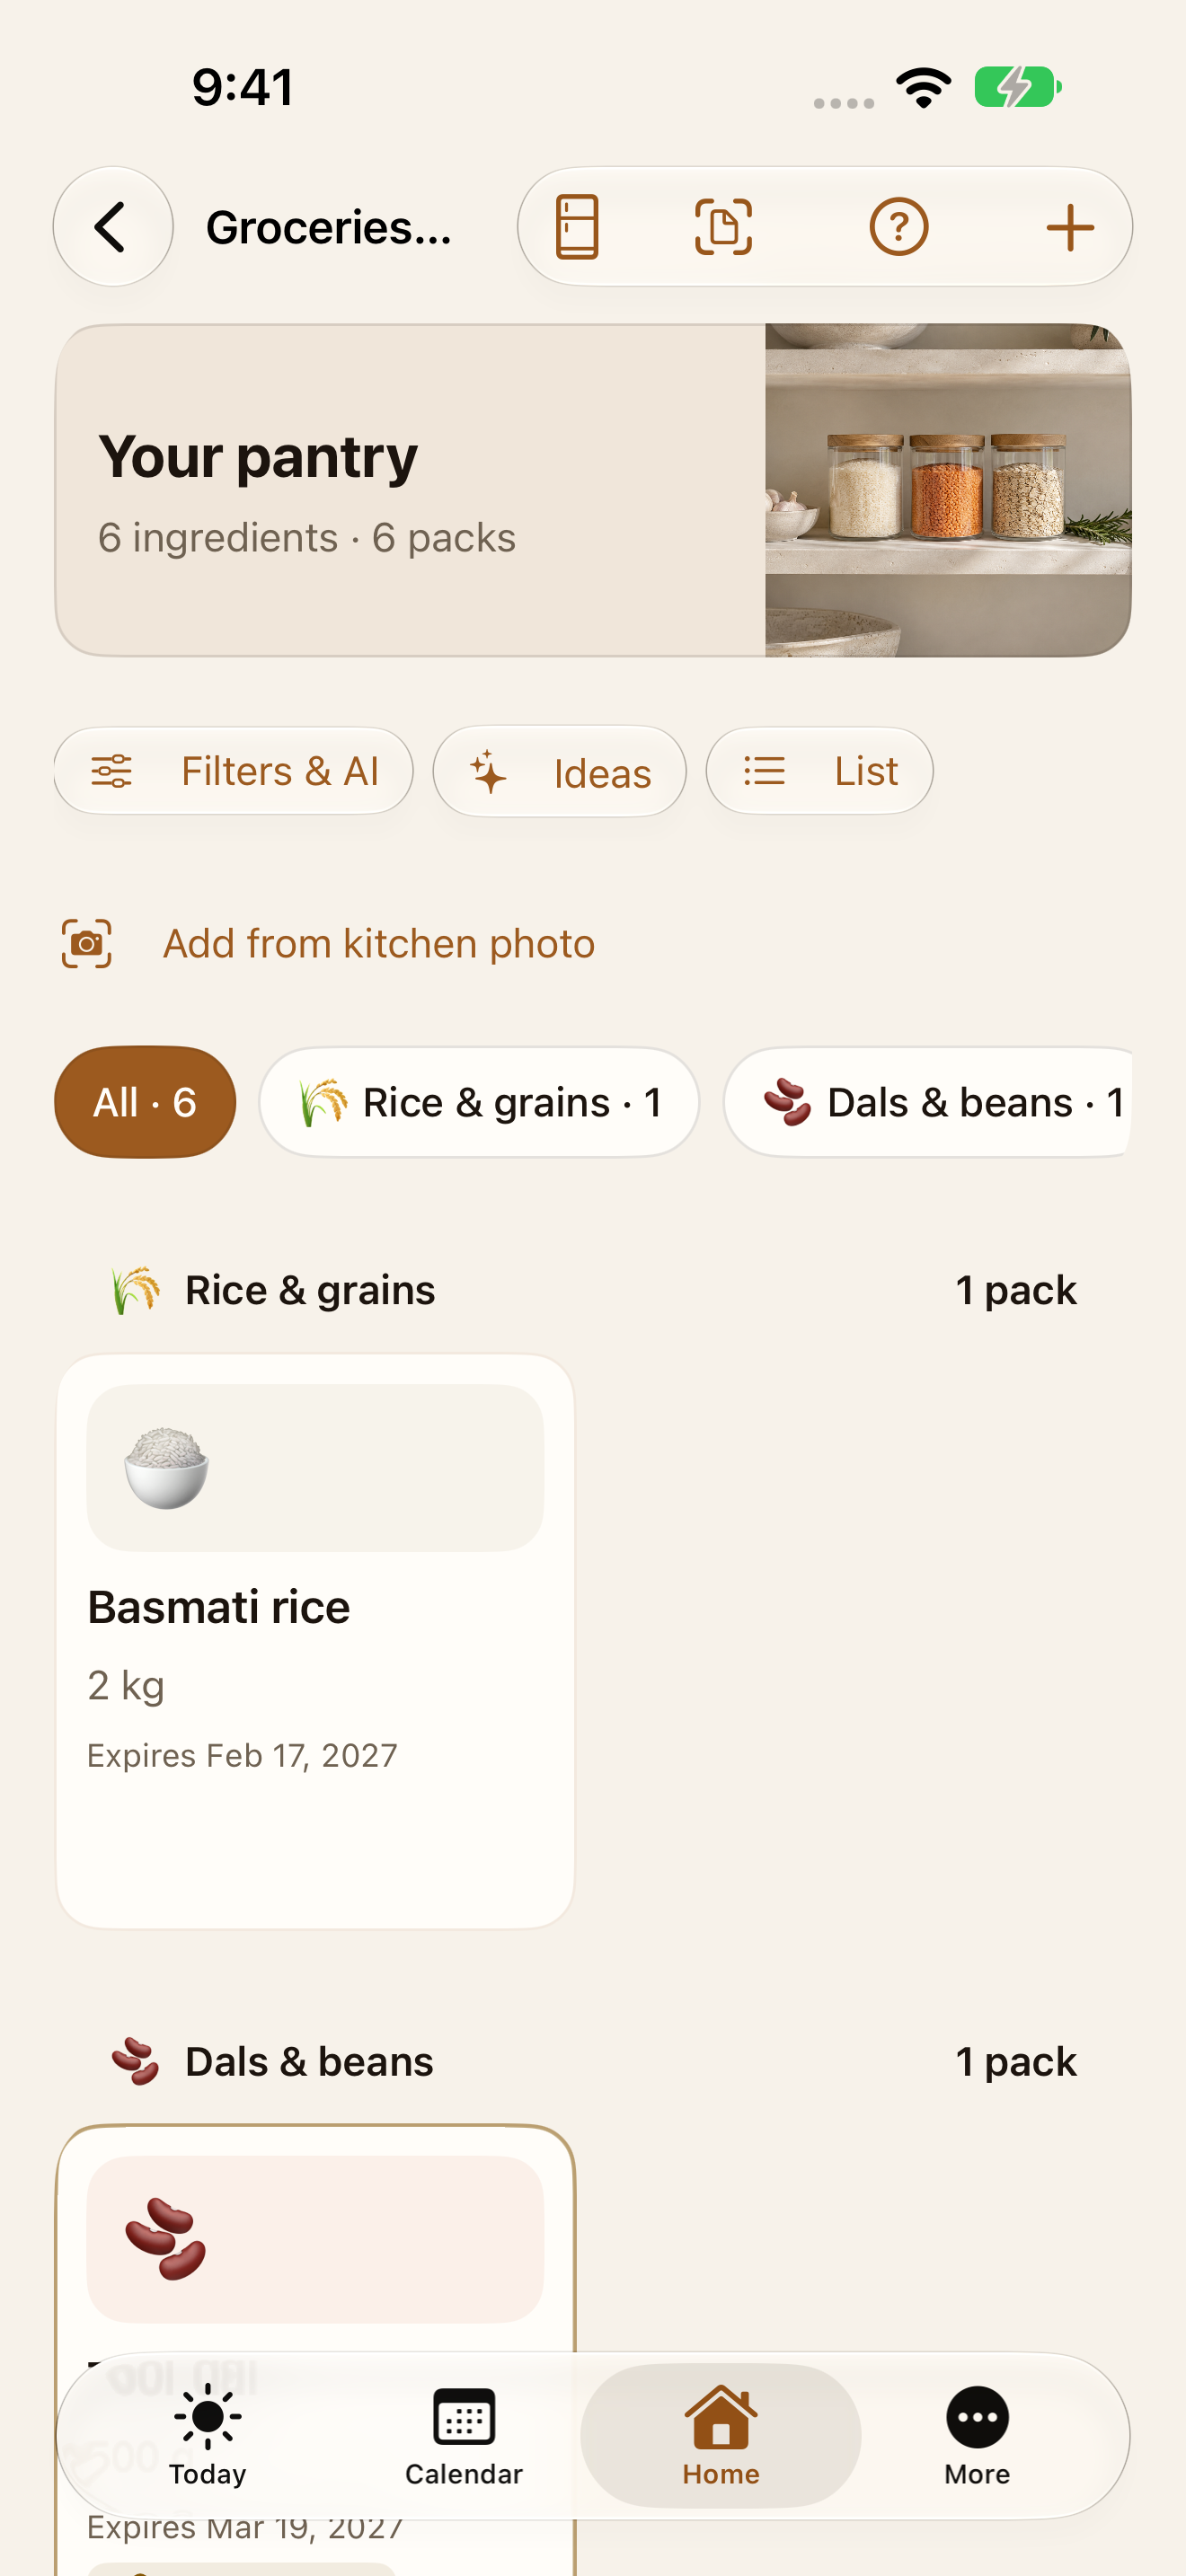 9:41
Groceries...
Your pantry
6 ingredients · 6 packs
Filters & AI
Ideas
List
Add from kitchen photo
All · 6
Rice & grains · 1
Dals & beans · 1
Rice & grains
1 pack
Basmati rice
2 kg
Expires Feb 17, 2027
Dals & beans
1 pack
500 g
Today
Calendar
Home
More
Expires Mar 19, 2027